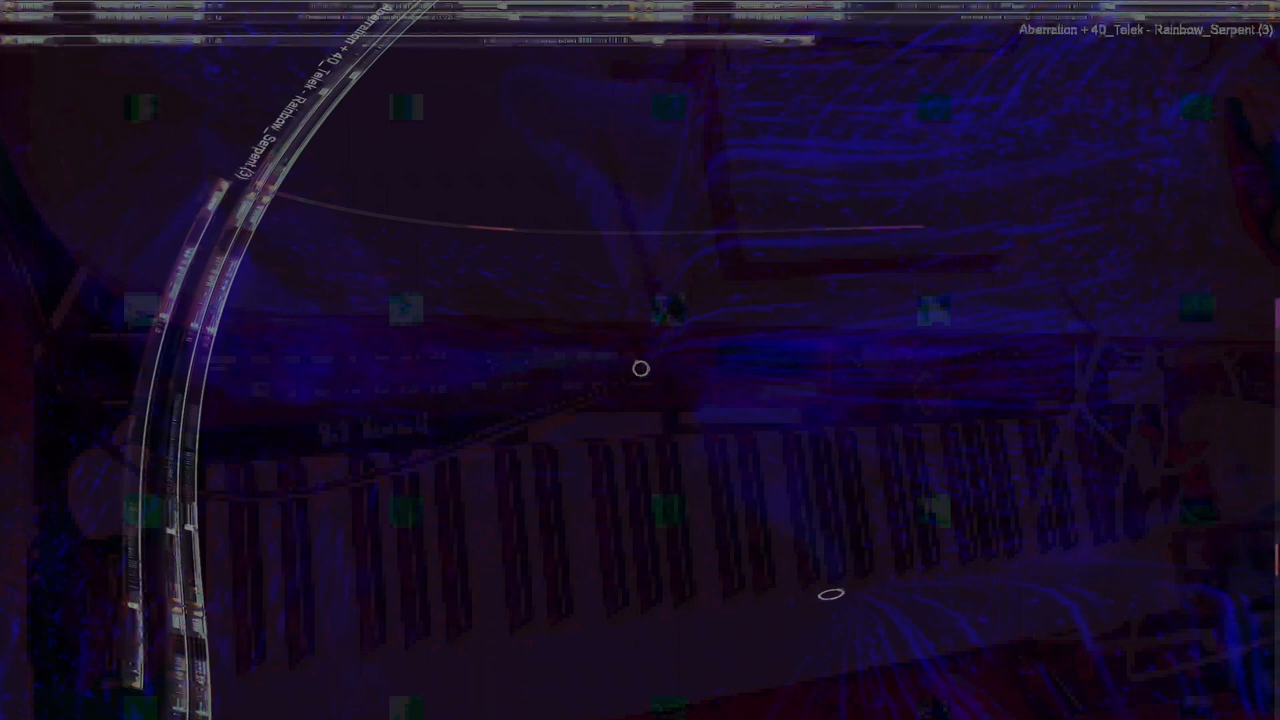 Aberration + 40_Telek - Rainbow_Serpent (3)
Aberration + 40_Telek - Rainbow_Serpent (3)